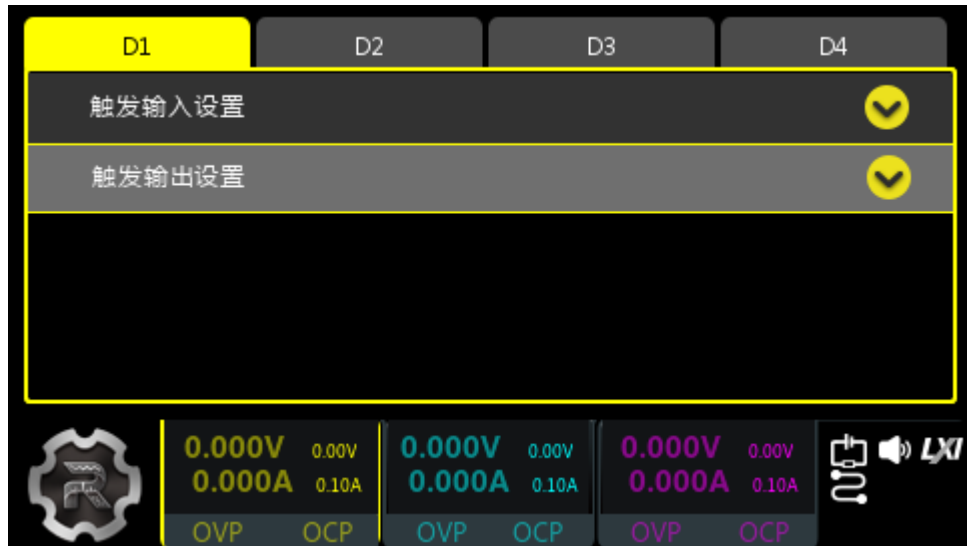 D1 D2 D3 D4
触发输入设置
触发输出设置
0.000V 0.00V 0.000V 0.00V 0.000V 0.00V
0.000A 0.10A 0.000A 0.10A 0.000A 0.10A
OVP OCP OVP OCP OVP OCP
LXI